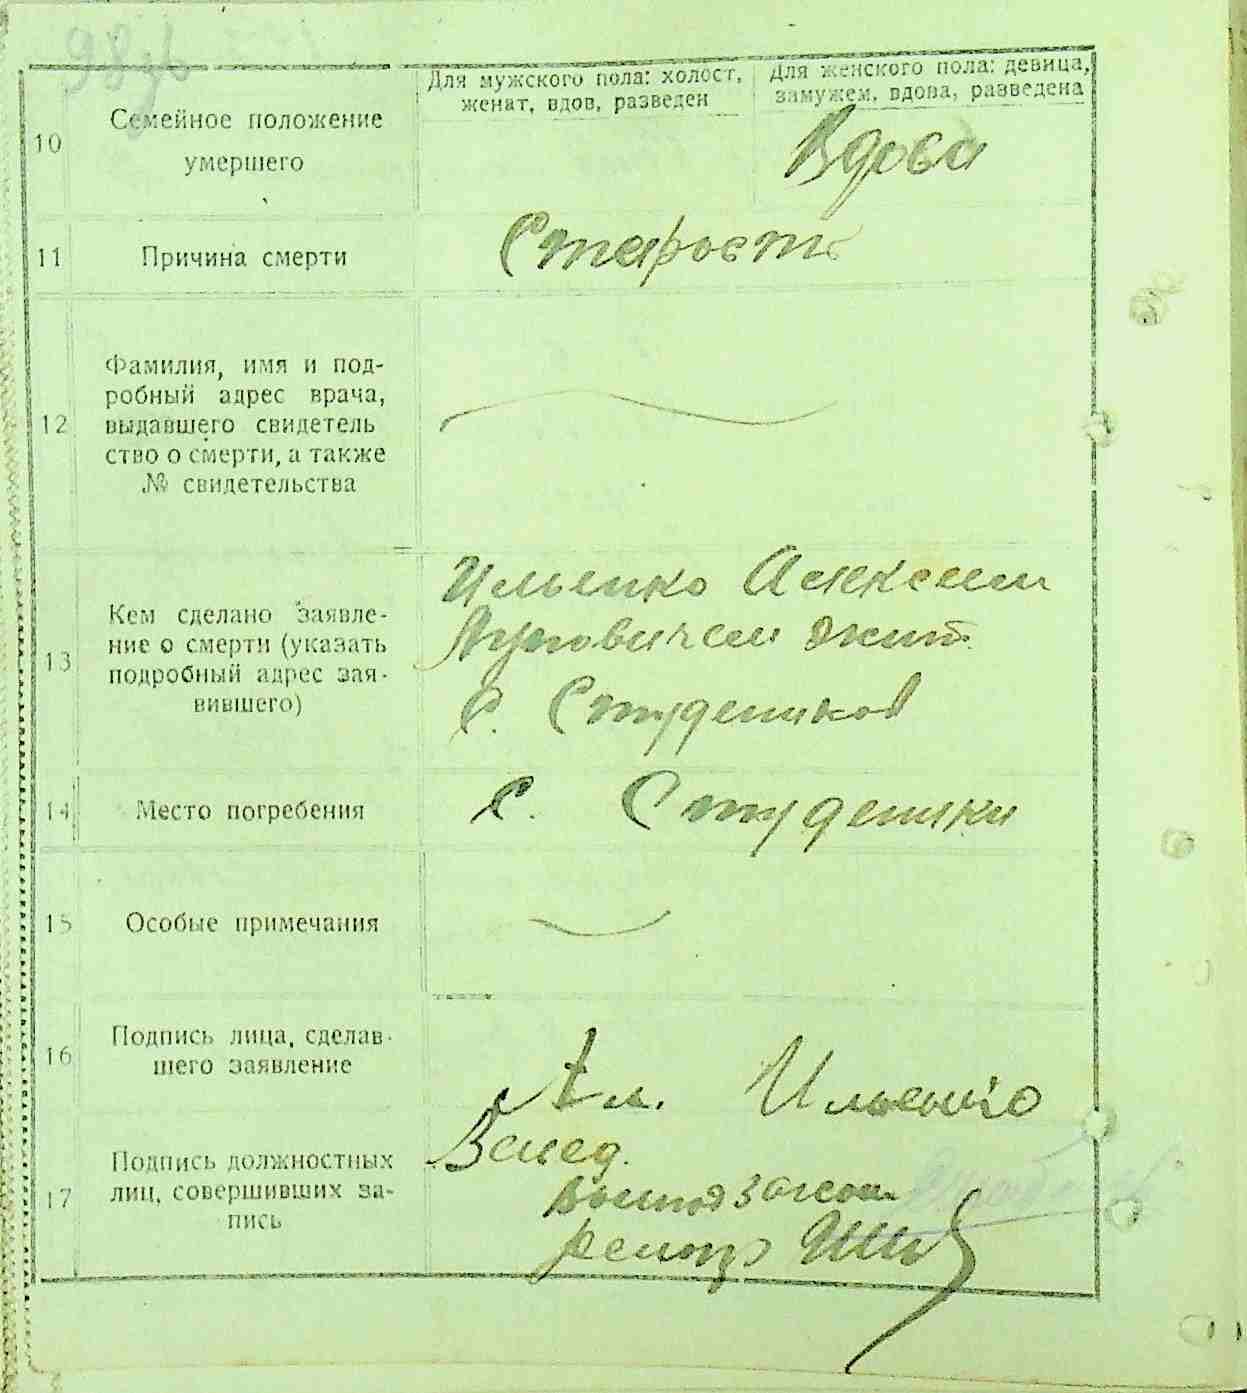 Для мужского пола: холост,
женат, вдов, разведен
Для женского пола: девица,
замужем, вдова, разведена
10
Семейное положение
умершего
Вдова
11
Причина смерти
Старость
12
Фамилия, имя и под-
робный адрес врача,
выдавшего свидетель
ство о смерти, а также
№ свидетельства
13
Кем сделано заявле-
ние о смерти (указать
подробный адрес зая-
вившего)
Ильенко Алексеем
жит.
с. Студеников
14
Место погребения
с. Студеники
15
Особые примечания
16
Подпись лица, сделав-
шего заявление
Ал. Ильенко
17
Подпись должностных
лиц, совершивших за-
пись